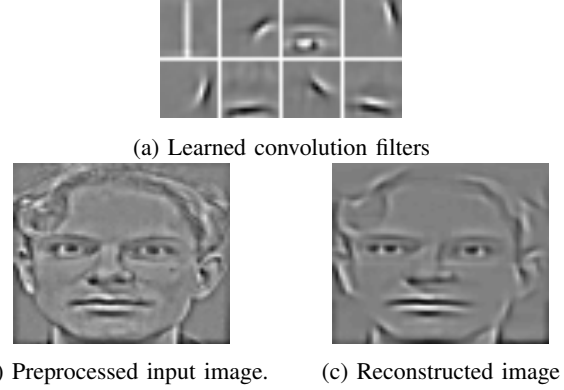 (a) Learned convolution filters
) Preprocessed input image.
(c) Reconstructed image